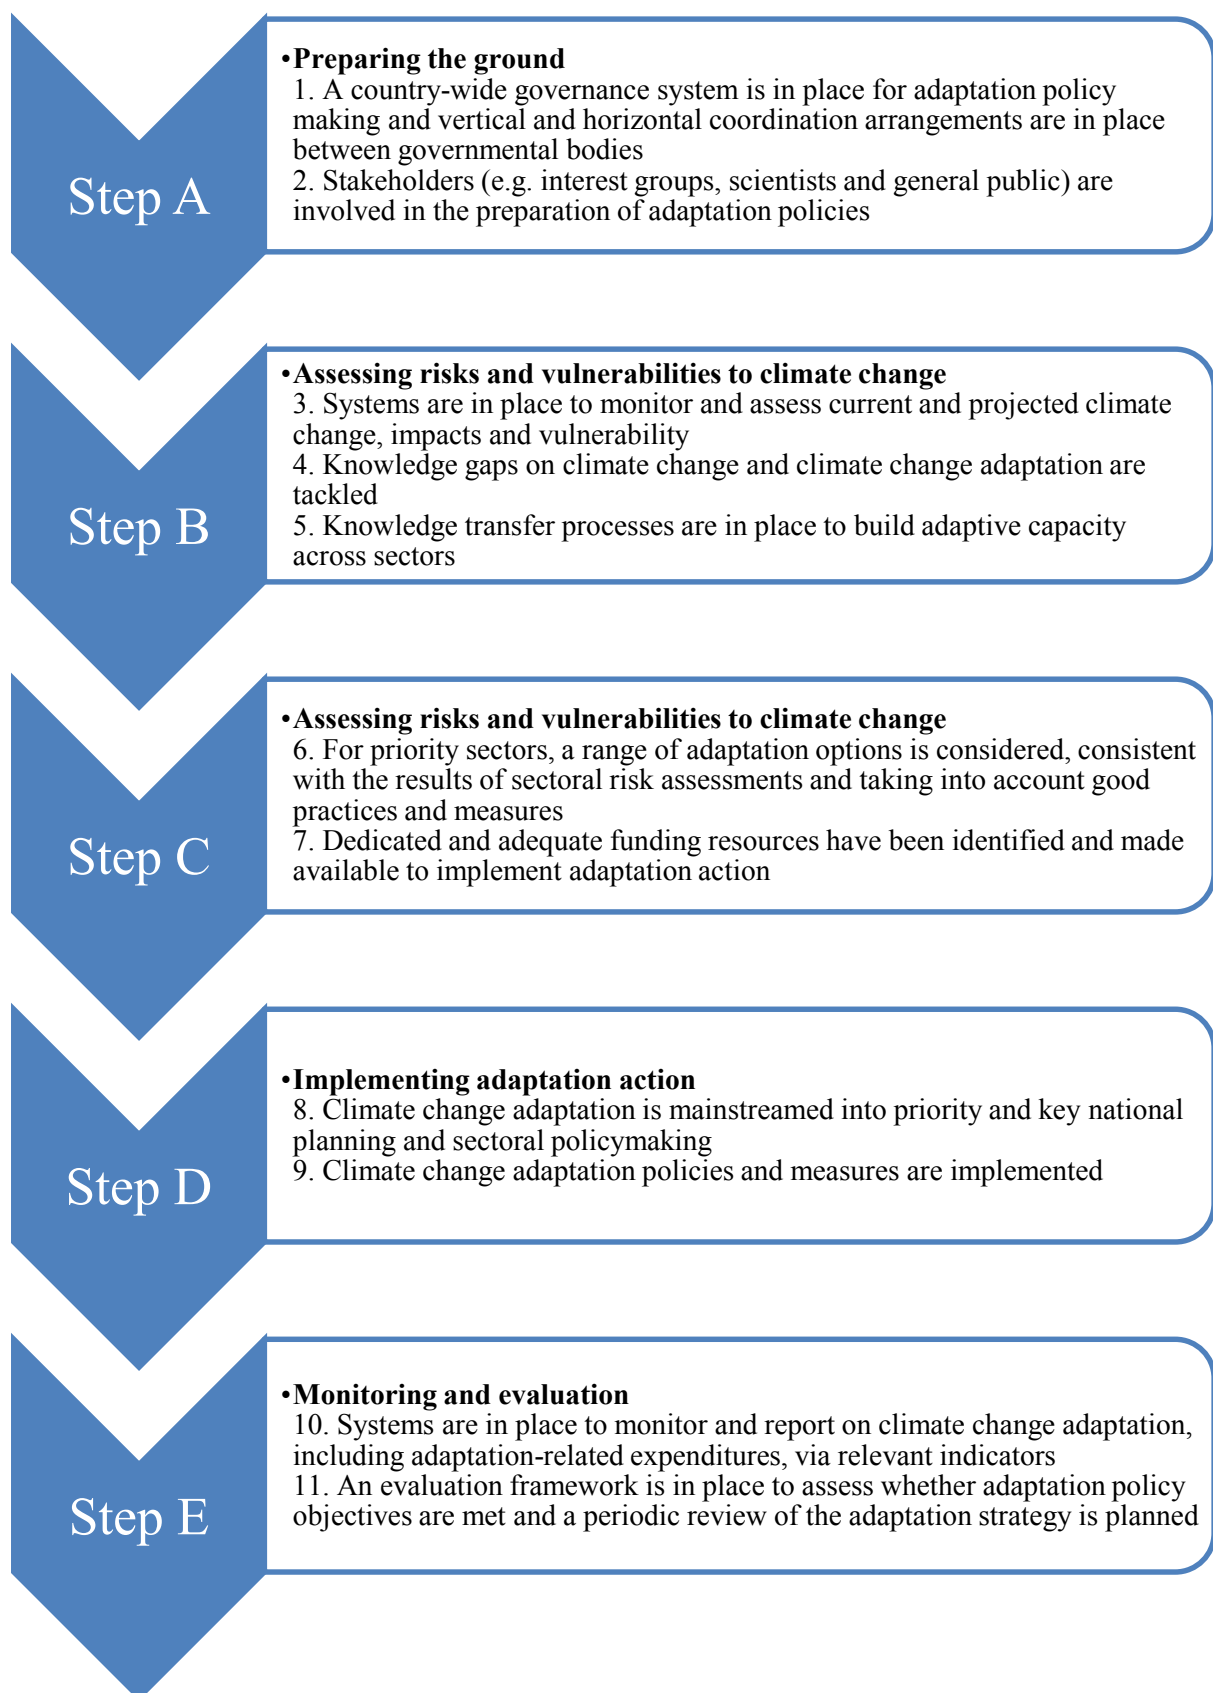 Step A
•Preparing the ground
1. A country-wide governance system is in place for adaptation policy
making and vertical and horizontal coordination arrangements are in place
between governmental bodies
2. Stakeholders (e.g. interest groups, scientists and general public) are
involved in the preparation of adaptation policies
Step B
•Assessing risks and vulnerabilities to climate change
3. Systems are in place to monitor and assess current and projected climate
change, impacts and vulnerability
4. Knowledge gaps on climate change and climate change adaptation are
tackled
5. Knowledge transfer processes are in place to build adaptive capacity
across sectors
Step C
•Assessing risks and vulnerabilities to climate change
6. For priority sectors, a range of adaptation options is considered, consistent
with the results of sectoral risk assessments and taking into account good
practices and measures
7. Dedicated and adequate funding resources have been identified and made
available to implement adaptation action
Step D
•Implementing adaptation action
8. Climate change adaptation is mainstreamed into priority and key national
planning and sectoral policymaking
9. Climate change adaptation policies and measures are implemented
Step E
•Monitoring and evaluation
10. Systems are in place to monitor and report on climate change adaptation,
including adaptation-related expenditures, via relevant indicators
11. An evaluation framework is in place to assess whether adaptation policy
objectives are met and a periodic review of the adaptation strategy is planned